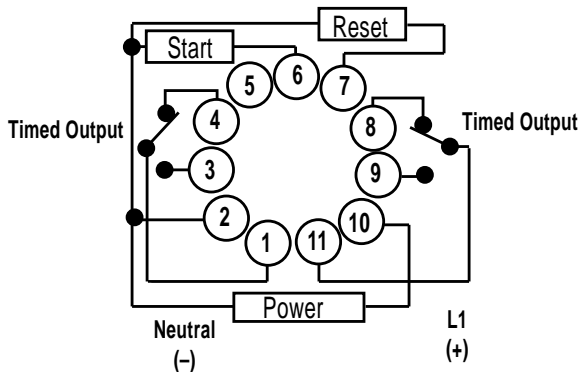 Reset
Start
6
5
7
Timed Output
4
8
Timed Output
3
9
2
10
1
11
Power
Neutral
(–)
L1
(+)